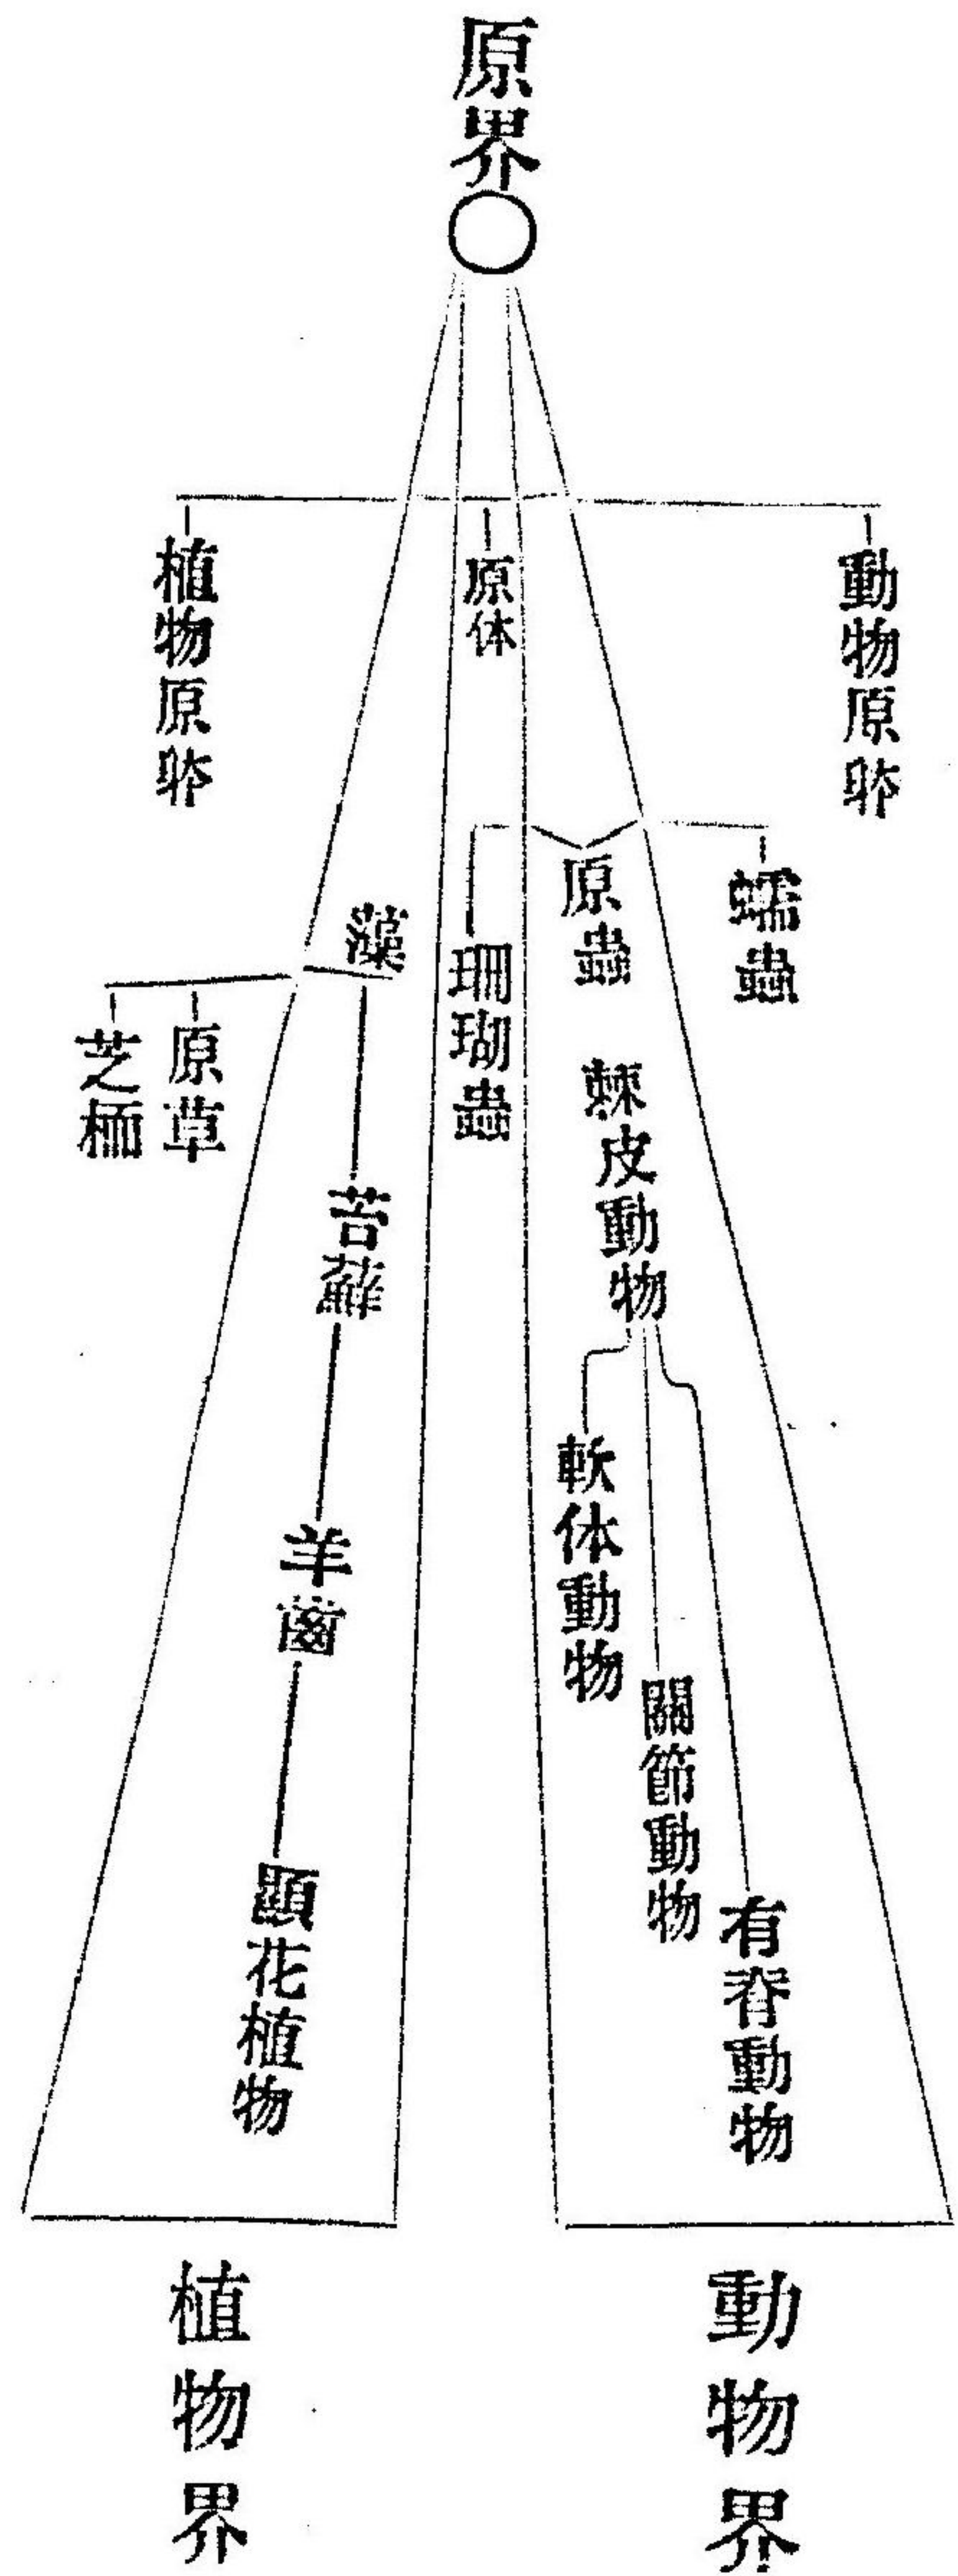 原界
動物原躰
原体
植物原躰
蠕蟲
原蟲
珊瑚蟲
藻
原草
芝栭
棘皮動物
苔蘚
軟体動物
羊齒
關節動物
顯花植物
有脊動物
動物界
植物界